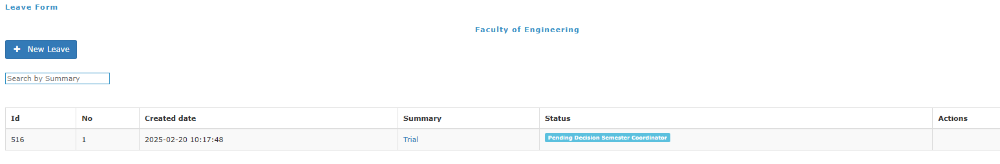 Leave Form
Faculty of Engineering
+ New Leave
Search by Summary
Id No Created date Summary Status Actions
516 1 2025-02-20 10:17:48 Trial Pending Decision Semester Coordinator